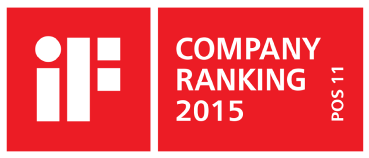 iF
COMPANY
RANKING
2015
POS 11